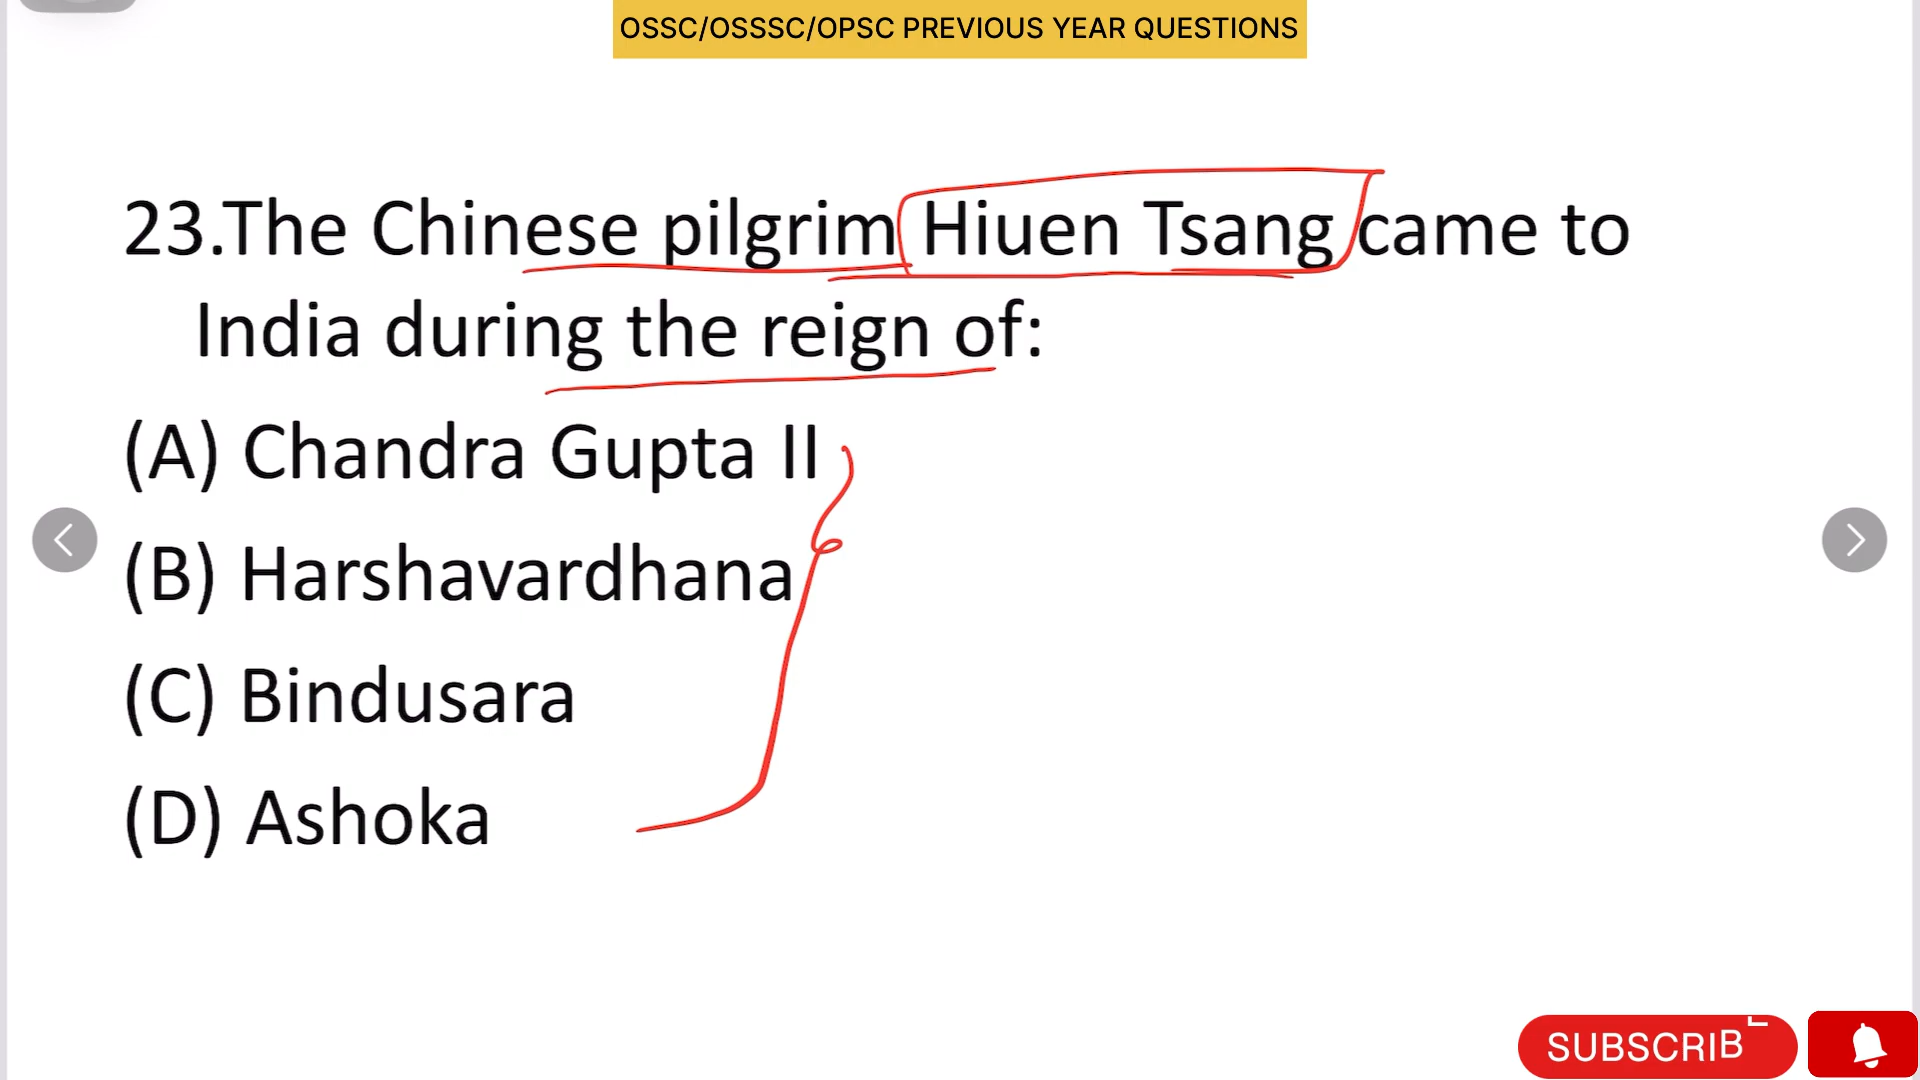 OSSC/OSSSC/OPSC PREVIOUS YEAR QUESTIONS
23.The Chinese pilgrim Hiuen Tsang came to
India during the reign of:
(A) Chandra Gupta II
(B) Harshavardhana
(C) Bindusara
(D) Ashoka
SUBSCRIB